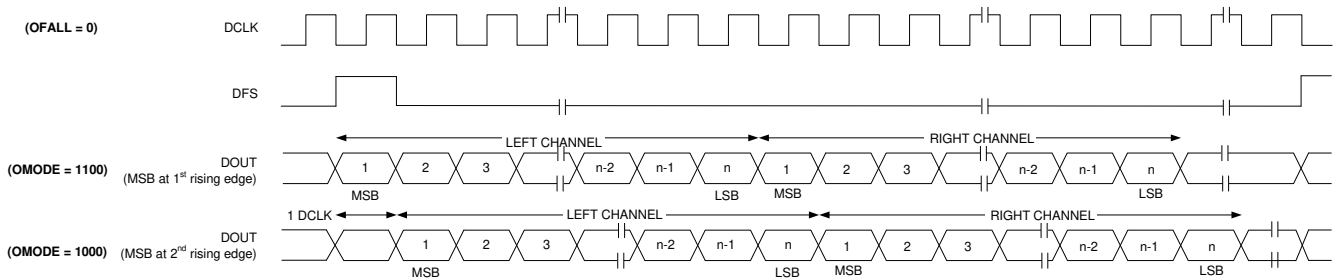 (OFALL = 0) DCLK
DFS
LEFT CHANNEL RIGHT CHANNEL
(OMODE = 1100) DOUT 1 2 3 n-2 n-1 n 1 2 3 n-2 n-1 n
(MSB at 1st rising edge)
MSB LSB MSB LSB
1 DCLK LEFT CHANNEL RIGHT CHANNEL
(OMODE = 1000) DOUT 1 2 3 n-2 n-1 n 1 2 3 n-2 n-1 n
(MSB at 2nd rising edge)
MSB LSB MSB LSB